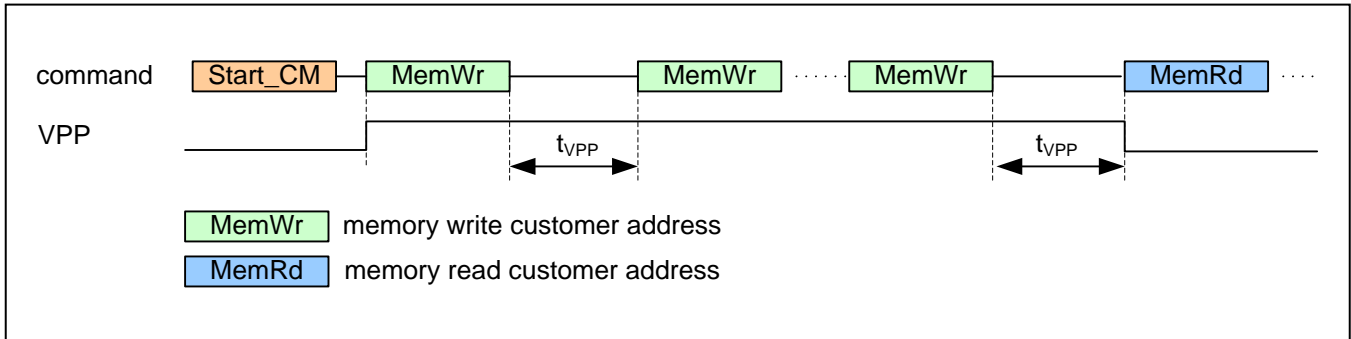 command Start_CM MemWr MemWr ...... MemWr MemRd ....
VPP
tVPP tVPP
MemWr memory write customer address
MemRd memory read customer address